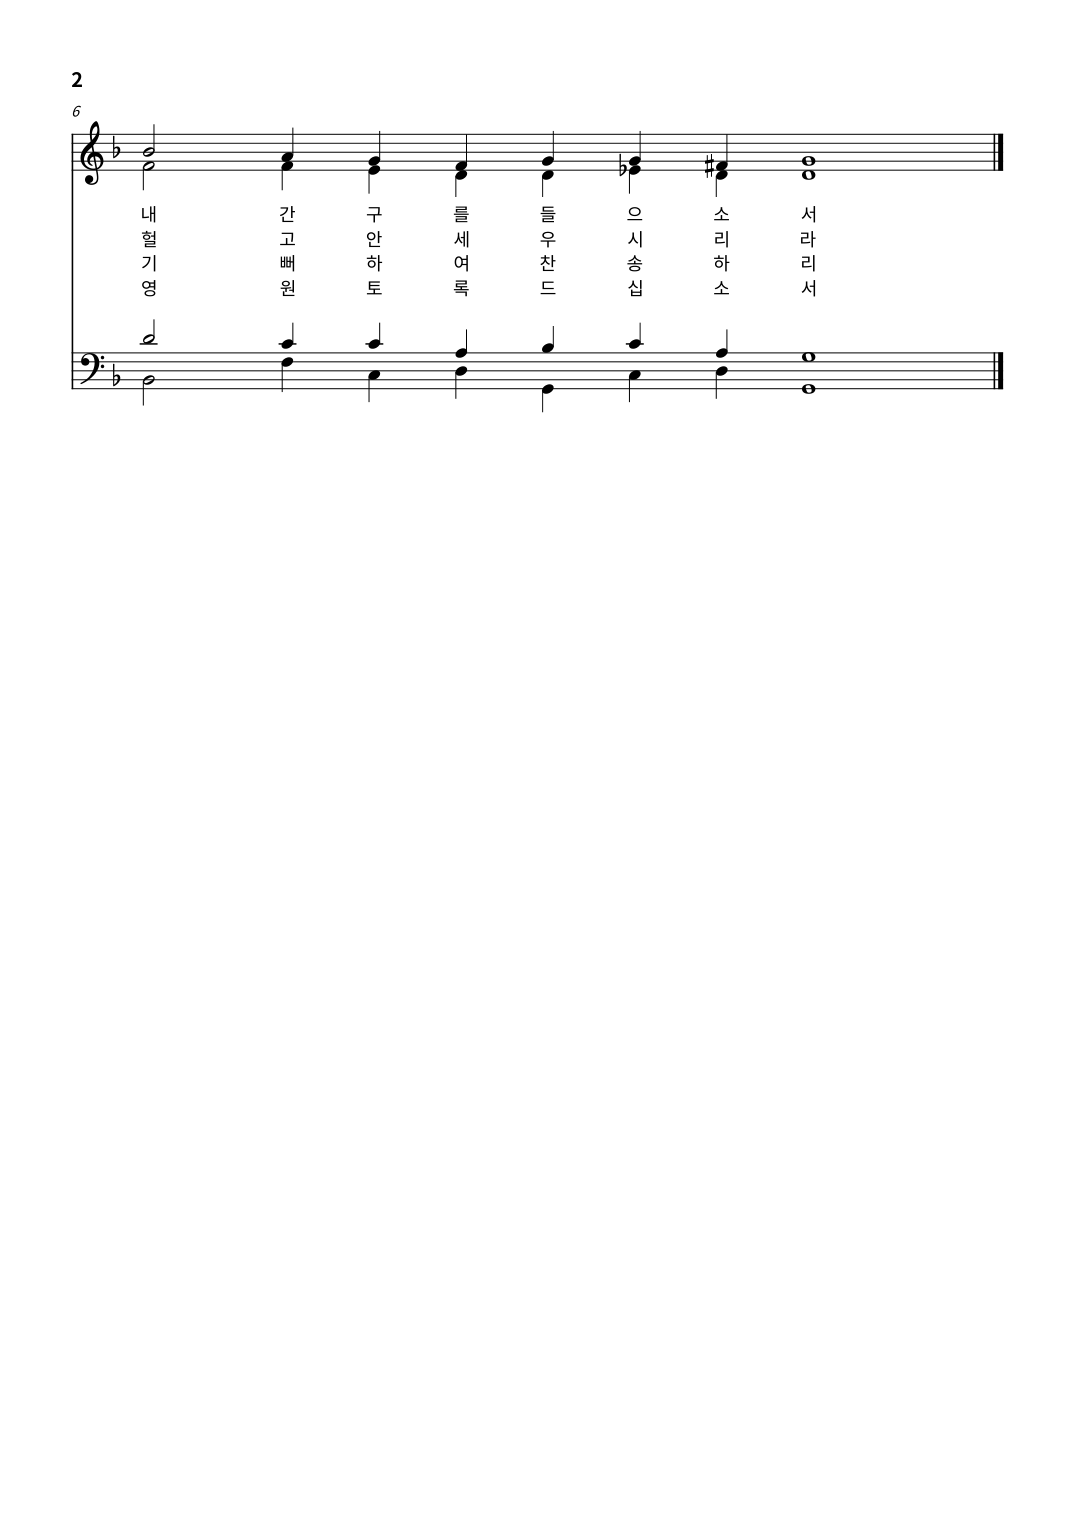 2
6
내 간 구 를 들 으 소 서
헐 고 안 세 우 시 리 라
기 뻐 하 여 찬 송 하 리
영 원 토 록 드 십 소 서